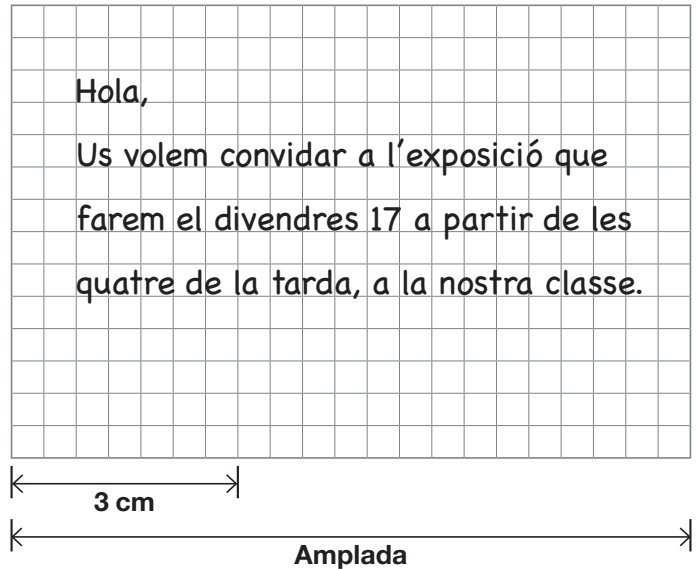 Hola,
Us volem convidar a l’exposició que
farem el divendres 17 a partir de les
quatre de la tarda, a la nostra classe.
3 cm
Amplada